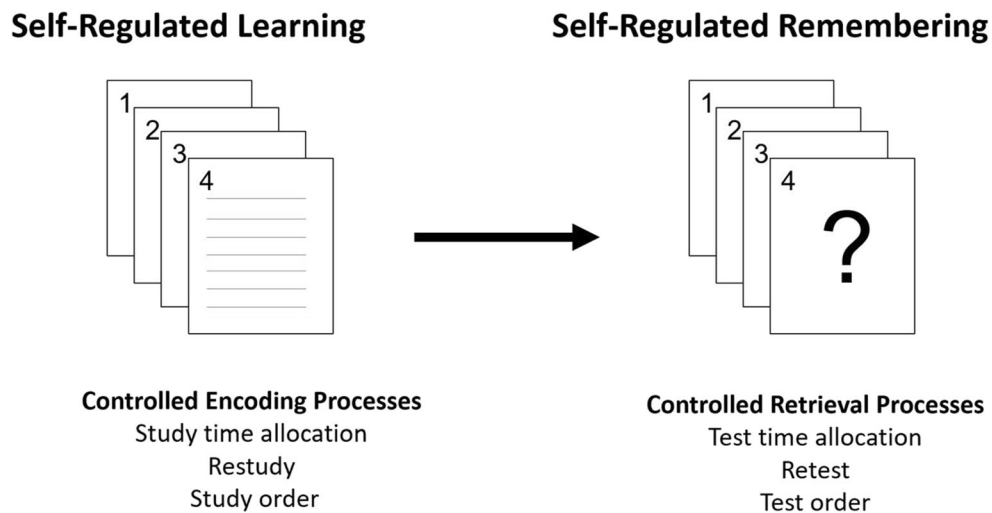 Self-Regulated Learning
1
2
3
4
Controlled Encoding Processes
Study time allocation
Restudy
Study order
Self-Regulated Remembering
1
2
3
4
?
Controlled Retrieval Processes
Test time allocation
Retest
Test order